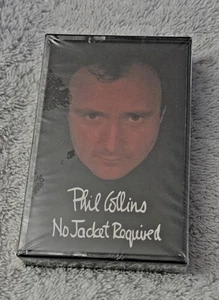 Phil Collins
No Jacket Required